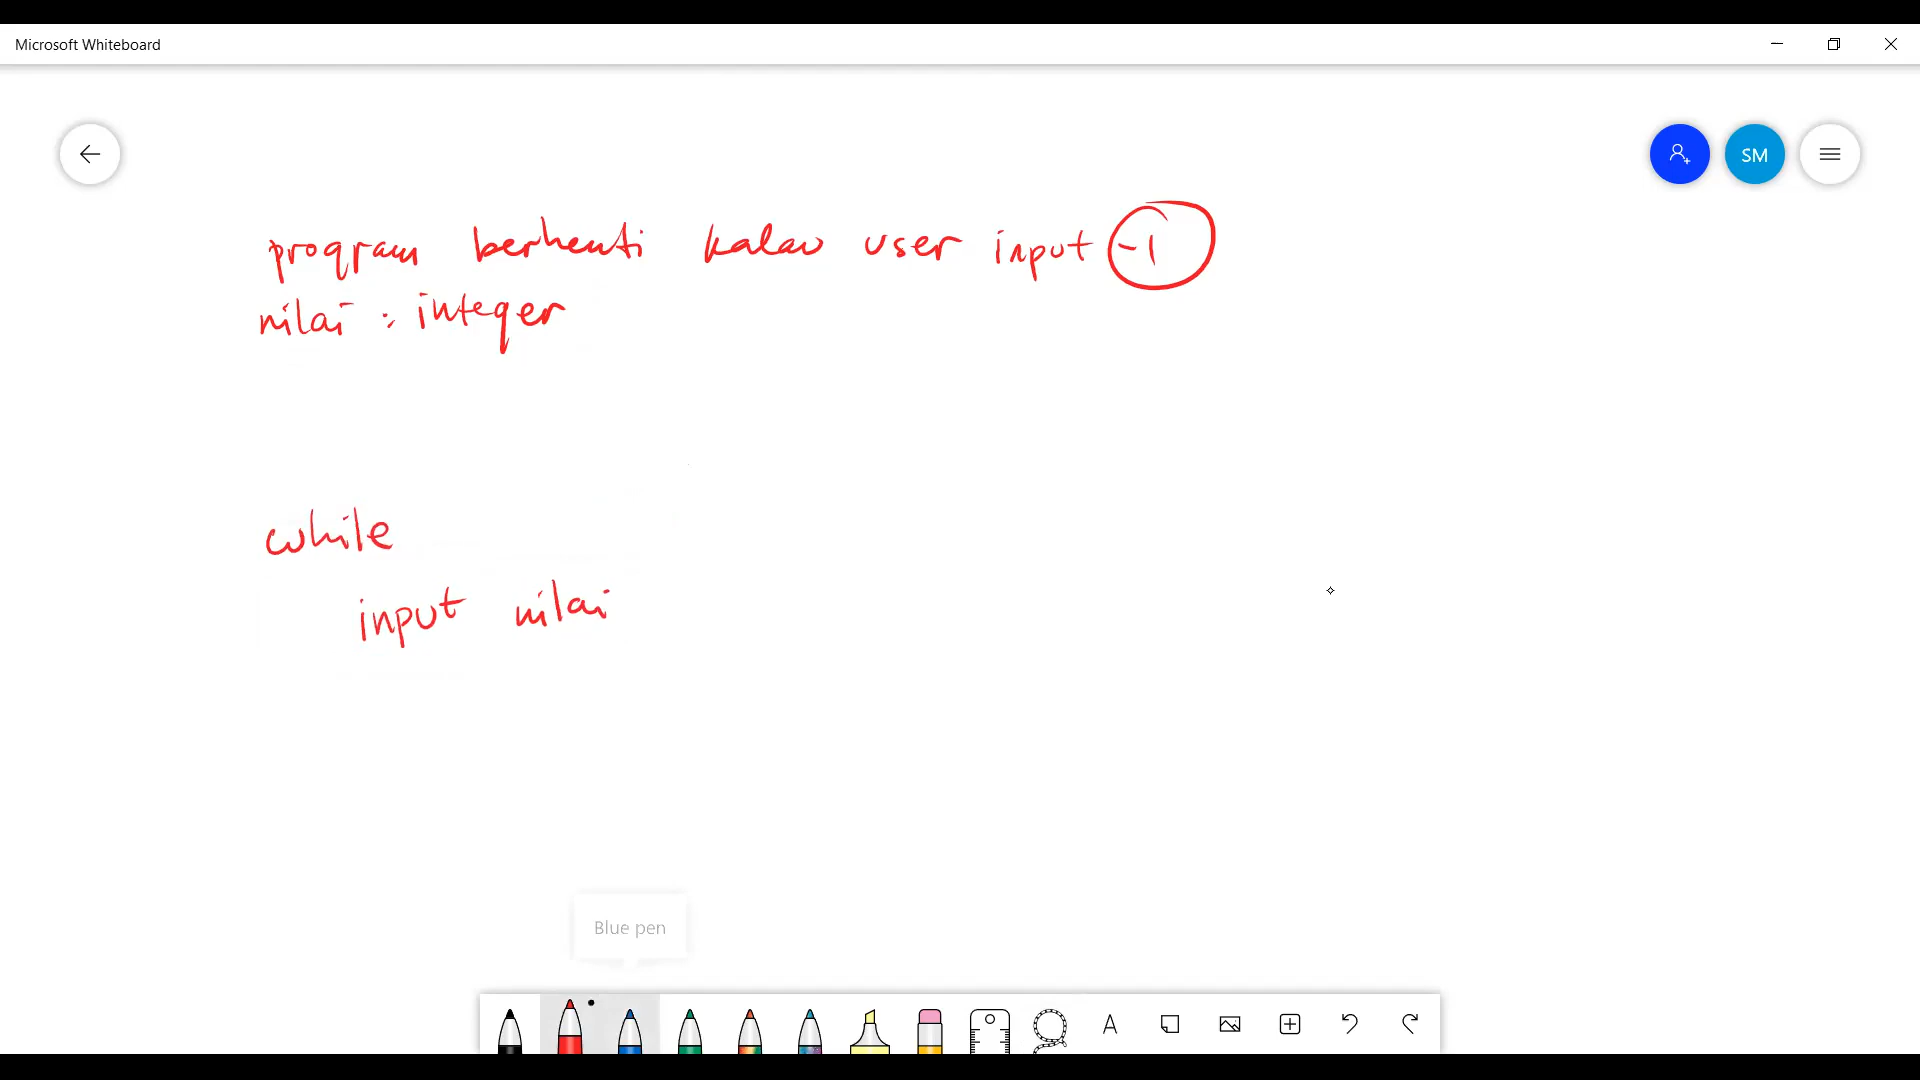 Microsoft Whiteboard
SM
program berhenti kalau user input -1
nilai : integer
while
input nilai
Blue pen
A